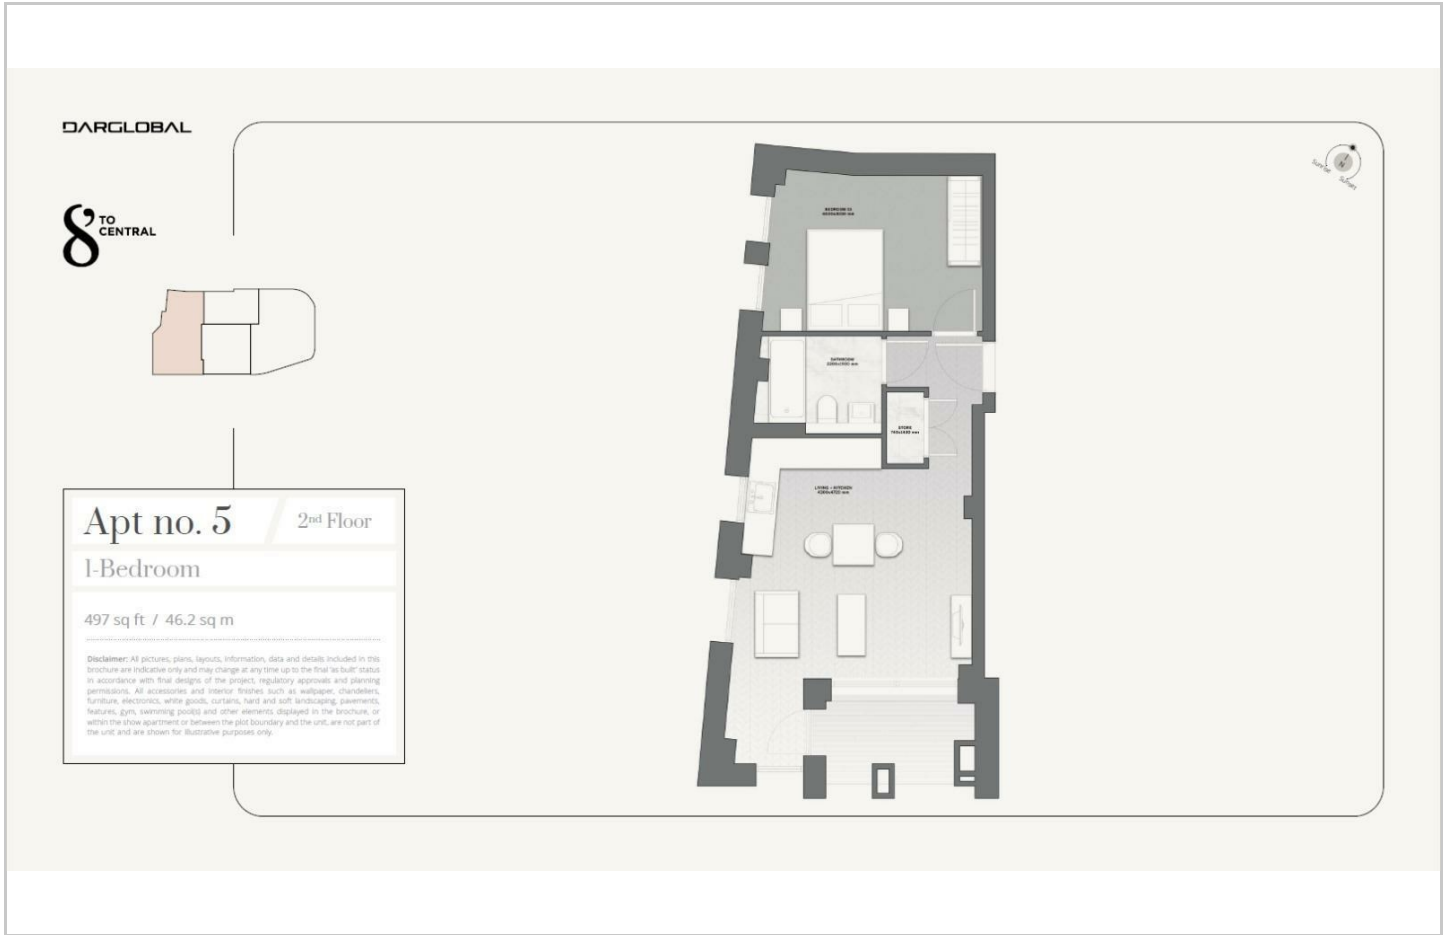 DARGLOBAL
8 TO
CENTRAL
Sunrise
N
Sunset
BEDROOM 01
BATHROOM
STORE
LIVING + KITCHEN
Apt no. 5
2nd Floor
1-Bedroom
497 sq ft / 46.2 sq m
Disclaimer: All pictures, plans, layouts, information, data and details included in this
brochure are indicative only and may change at any time up to the final 'as built' status
in accordance with final designs of the project, regulatory approvals and planning
permissions. All accessories and interior finishes such as wallpaper, chandeliers,
furniture, electronics, white goods, curtains, hard and soft landscaping, pavements,
features, gym, swimming pool(s) and other elements displayed in the brochure, or
within the show apartment or between the plot boundary and the unit, are not part of
the unit and are shown for illustrative purposes only.